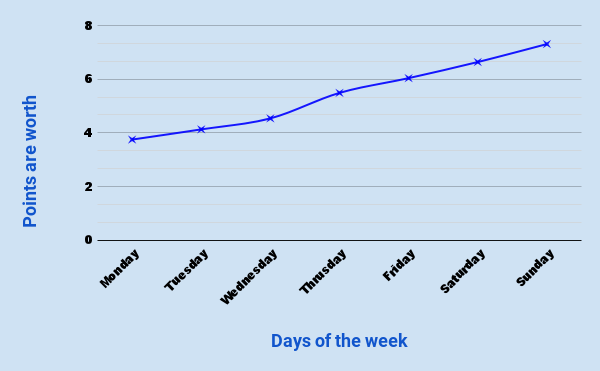 Points are worth
8
6
4
2
0
Monday
Tuesday
Wednesday
Thrusday
Friday
Saturday
Sunday
Days of the week